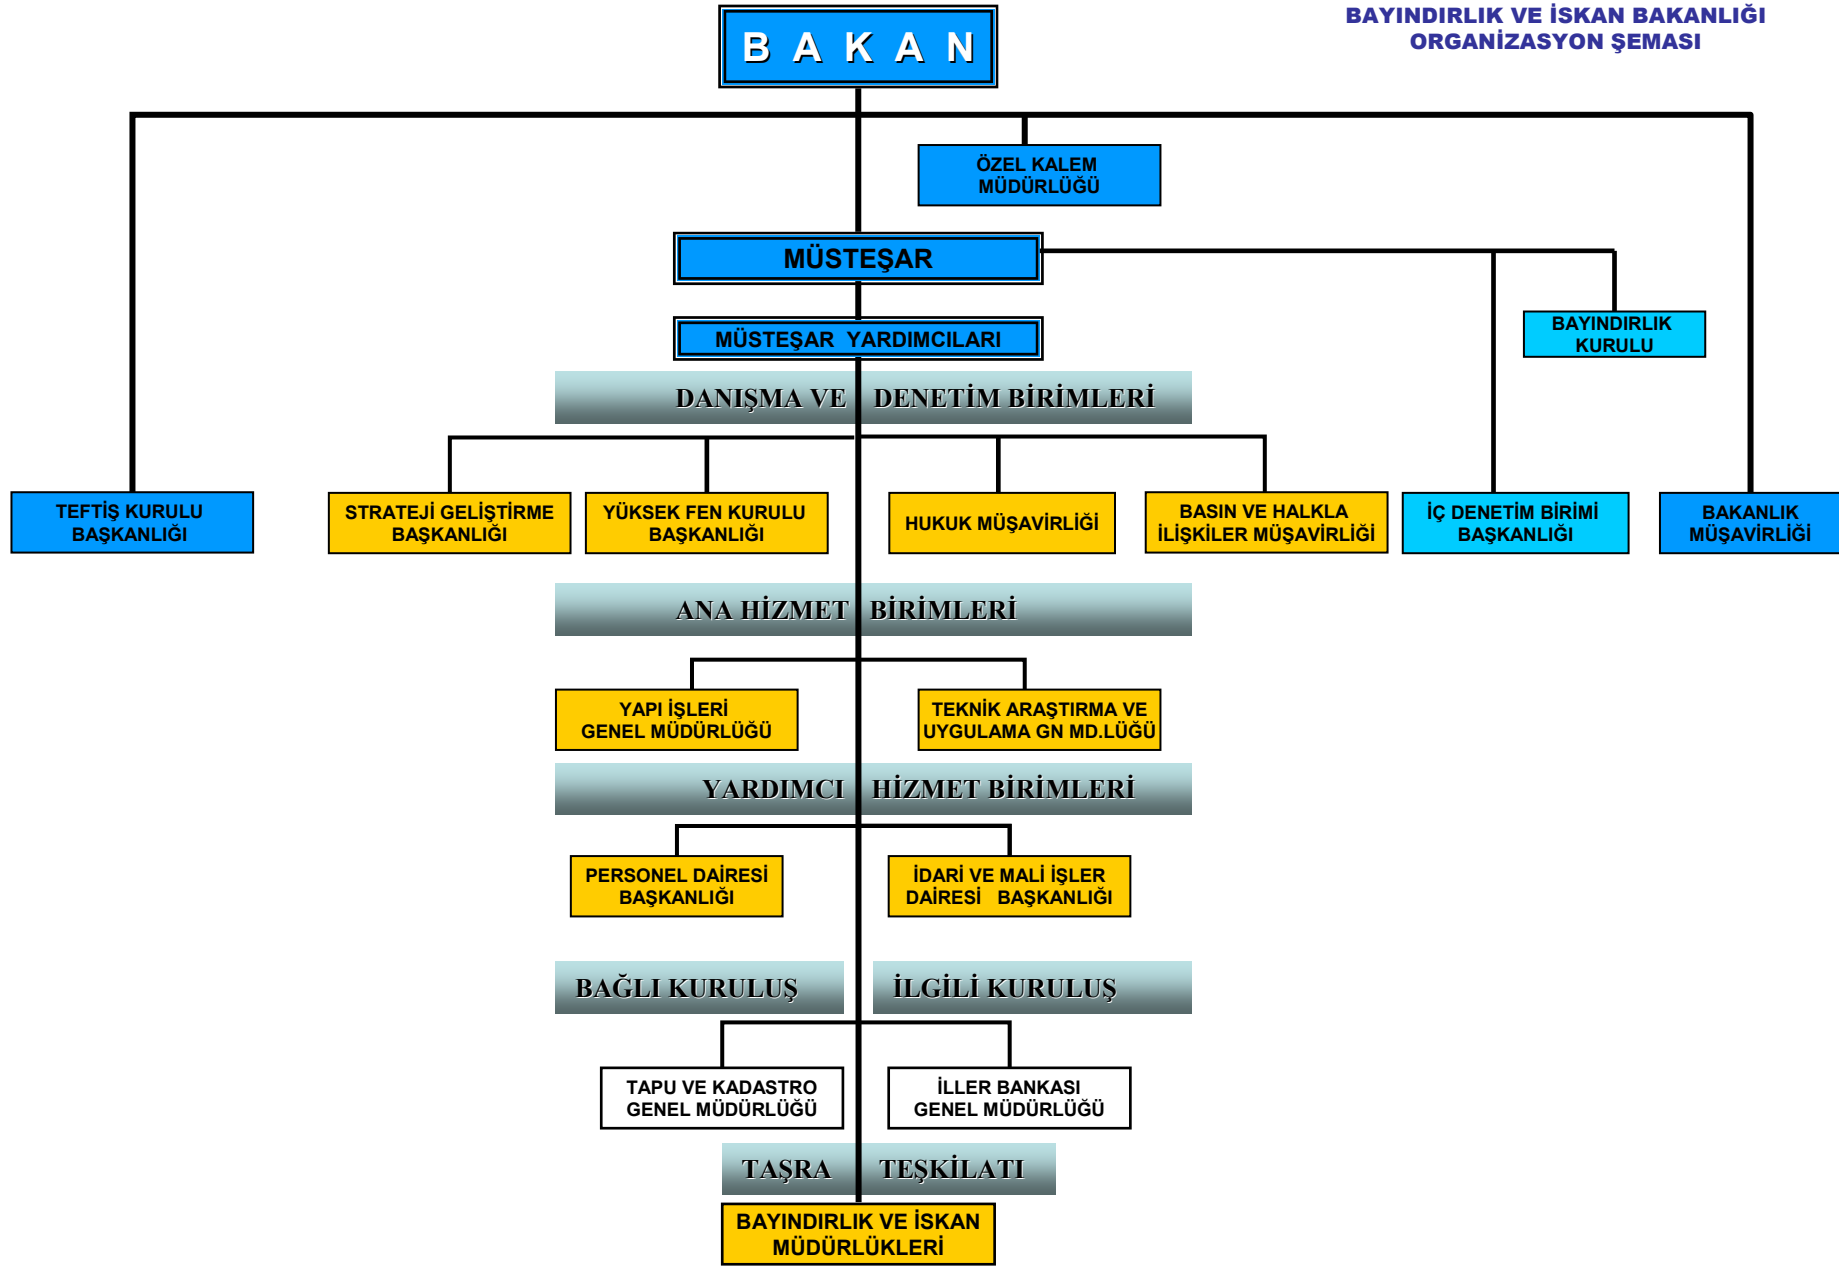 BAYINDIRLIK VE İSKAN BAKANLIĞI
ORGANİZASYON ŞEMASI
B A K A N
ÖZEL KALEM
MÜDÜRLÜĞÜ
MÜSTEŞAR
MÜSTEŞAR YARDIMCILARI
BAYINDIRLIK
KURULU
DANIŞMA VE DENETİM BİRİMLERİ
TEFTİŞ KURULU
BAŞKANLIĞI
STRATEJİ GELİŞTİRME
BAŞKANLIĞI
YÜKSEK FEN KURULU
BAŞKANLIĞI
HUKUK MÜŞAVİRLİĞİ
BASIN VE HALKLA
İLİŞKİLER MÜŞAVİRLİĞİ
İÇ DENETİM BİRİMİ
BAŞKANLIĞI
BAKANLIK
MÜŞAVİRLİĞİ
ANA HİZMET BİRİMLERİ
YAPI İŞLERİ
GENEL MÜDÜRLÜĞÜ
TEKNİK ARAŞTIRMA VE
UYGULAMA GN MD.LÜĞÜ
YARDIMCI HİZMET BİRİMLERİ
PERSONEL DAİRESİ
BAŞKANLIĞI
İDARİ VE MALİ İŞLER
DAİRESİ BAŞKANLIĞI
BAĞLI KURULUŞ
İLGİLİ KURULUŞ
TAPU VE KADASTRO
GENEL MÜDÜRLÜĞÜ
İLLER BANKASI
GENEL MÜDÜRLÜĞÜ
TAŞRA TEŞKİLATI
BAYINDIRLIK VE İSKAN
MÜDÜRLÜKLERİ